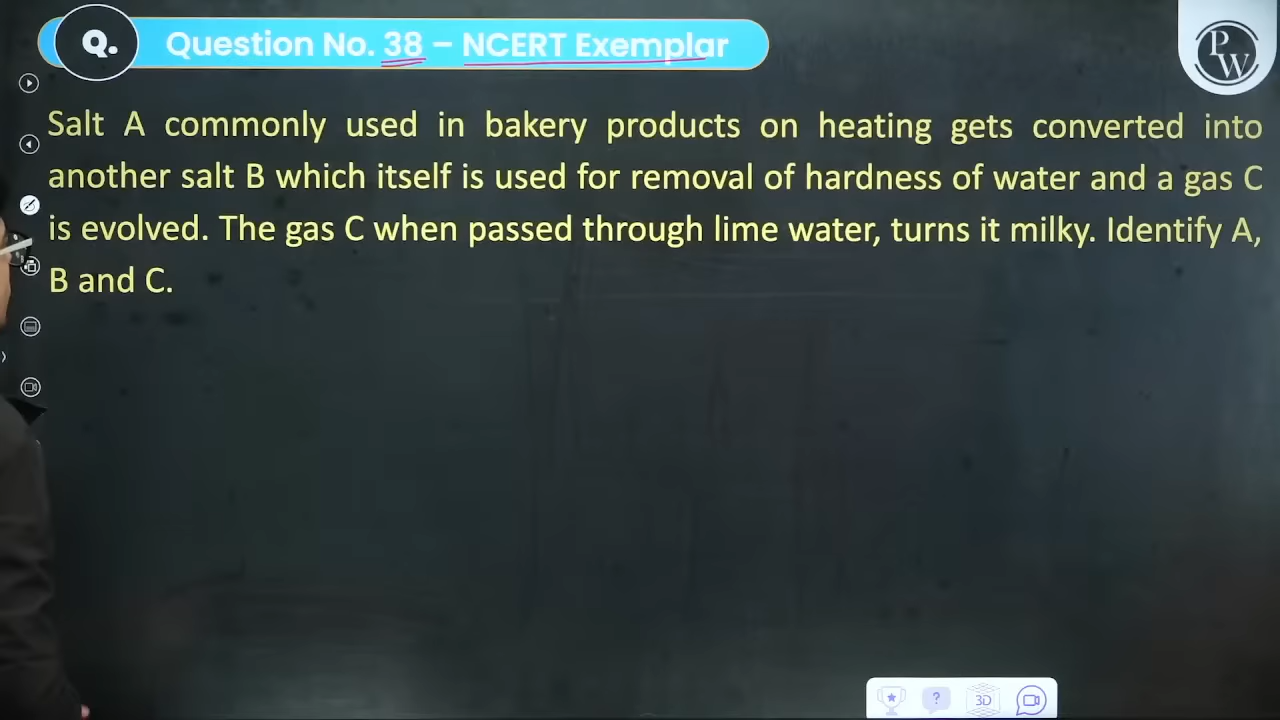 Q.
Question No. 38 – NCERT Exemplar
PW
Salt A commonly used in bakery products on heating gets converted into
another salt B which itself is used for removal of hardness of water and a gas C
is evolved. The gas C when passed through lime water, turns it milky. Identify A,
B and C.
?
3D